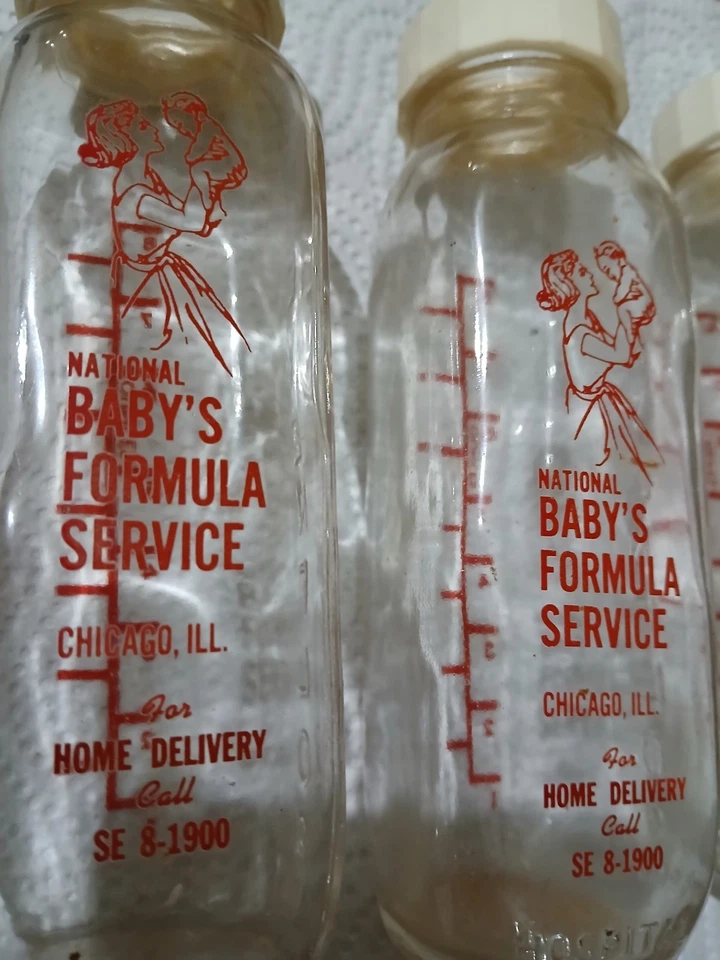 NATIONAL
BABY'S
FORMULA
SERVICE
CHICAGO, ILL.
For
HOME DELIVERY
Call
SE 8-1900
NATIONAL
BABY'S
FORMULA
SERVICE
CHICAGO, ILL.
For
HOME DELIVERY
Call
SE 8-1900